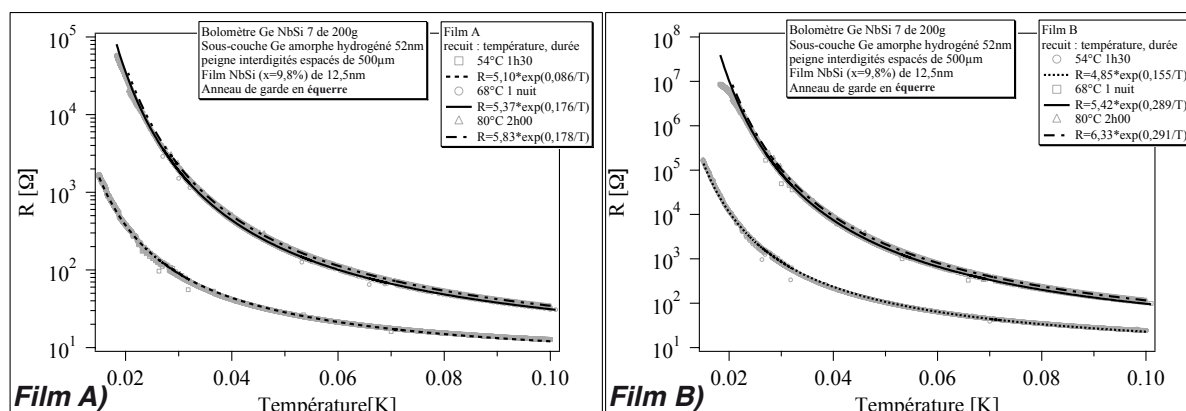 Bolomètre Ge NbSi 7 de 200g
Sous-couche Ge amorphe hydrogéné 52nm
peigne interdigités espacés de 500µm
Film NbSi (x=9,8%) de 12,5nm
Anneau de garde en équerre
Film A
recuit : température, durée
54°C 1h30
R=5,10*exp(0,086/T)
68°C 1 nuit
R=5,37*exp(0,176/T)
80°C 2h00
R=5,83*exp(0,178/T)
R [Ω]
10^5
10^4
10^3
10^2
10^1
0.02 0.04 0.06 0.08 0.10
Température[K]
Film A)
Bolomètre Ge NbSi 7 de 200g
Sous-couche Ge amorphe hydrogéné 52nm
peigne interdigités espacés de 500µm
Film NbSi (x=9,8%) de 12,5nm
Anneau de garde en équerre
Film B
recuit : température, durée
54°C 1h30
R=4,85*exp(0,155/T)
68°C 1 nuit
R=5,42*exp(0,289/T)
80°C 2h00
R=6,33*exp(0,291/T)
R [Ω]
10^8
10^7
10^6
10^5
10^4
10^3
10^2
10^1
0.02 0.04 0.06 0.08 0.10
Température[K]
Film B)